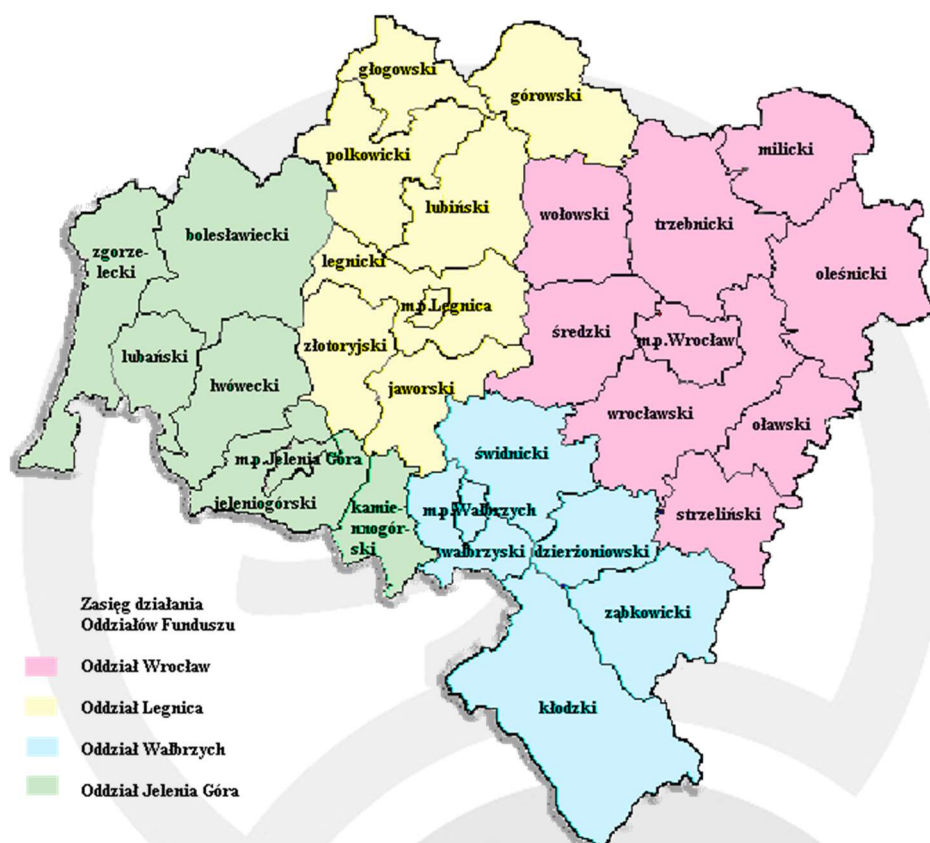 głogowski
górowski
milicki
polkowicki
lubiński
wołowski
trzebnicki
bolesławiecki
zgorze-
lecki
legnicki
oleśnicki
m.p.Legnica
średzki
m.p.Wrocław
złotoryjski
lubański
lwówecki
jaworski
wrocławski
oławski
świdnicki
m.p.Jelenia Góra
jeleniogórski
kamie-
nnogór-
ski
m.p.Wałbrzych
strzeliński
wałbrzyski
dzierżoniowski
ząbkowicki
kłodzki
Zasięg działania
Oddziałów Funduszu
Oddział Wrocław
Oddział Legnica
Oddział Wałbrzych
Oddział Jelenia Góra